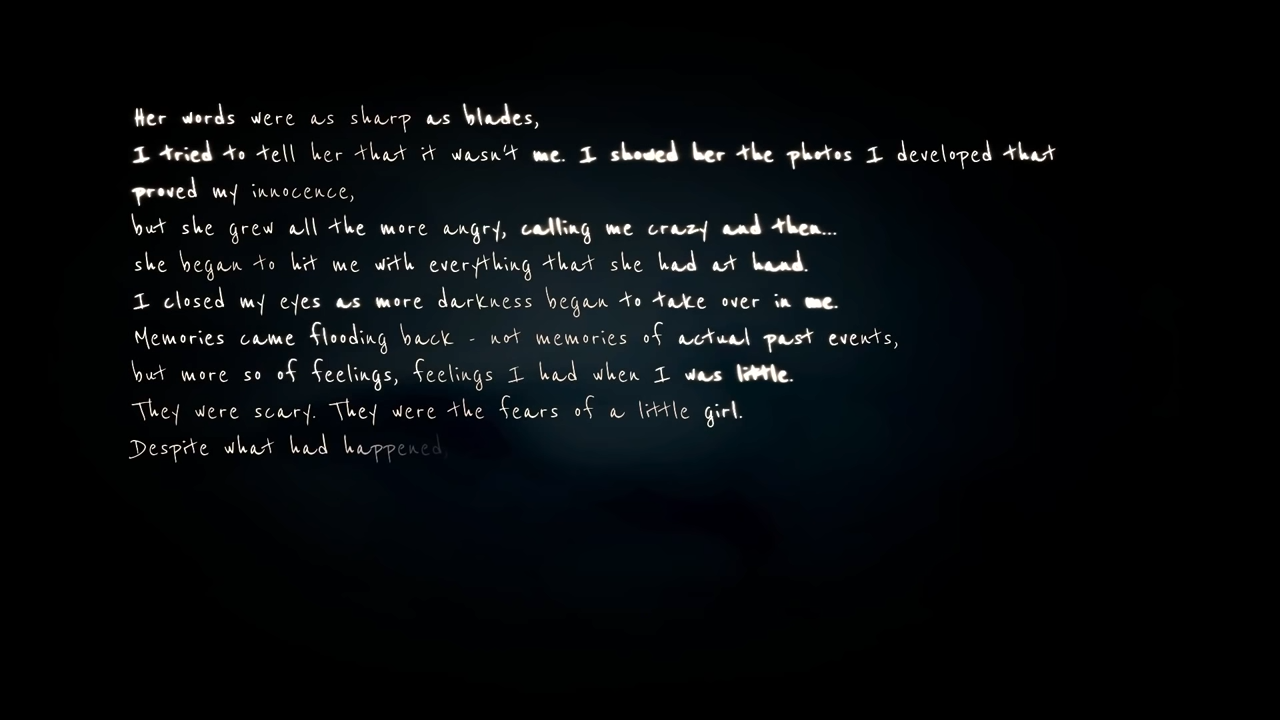 Her words were as sharp as blades,
I tried to tell her that it wasn't me. I showed her the photos I developed that
proved my innocence,
but she grew all the more angry, calling me crazy and then...
she began to hit me with everything that she had at hand.
I closed my eyes as more darkness began to take over in me.
Memories came flooding back - not memories of actual past events,
but more so of feelings, feelings I had when I was little.
They were scary. They were the fears of a little girl.
Despite what had happened,